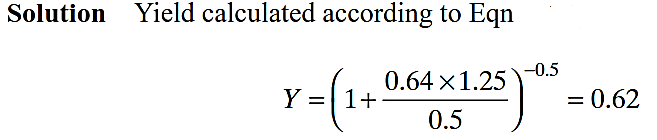 Solution Yield calculated according to Eqn
Y = (1 + 0.64 × 1.25 / 0.5)^−0.5 = 0.62